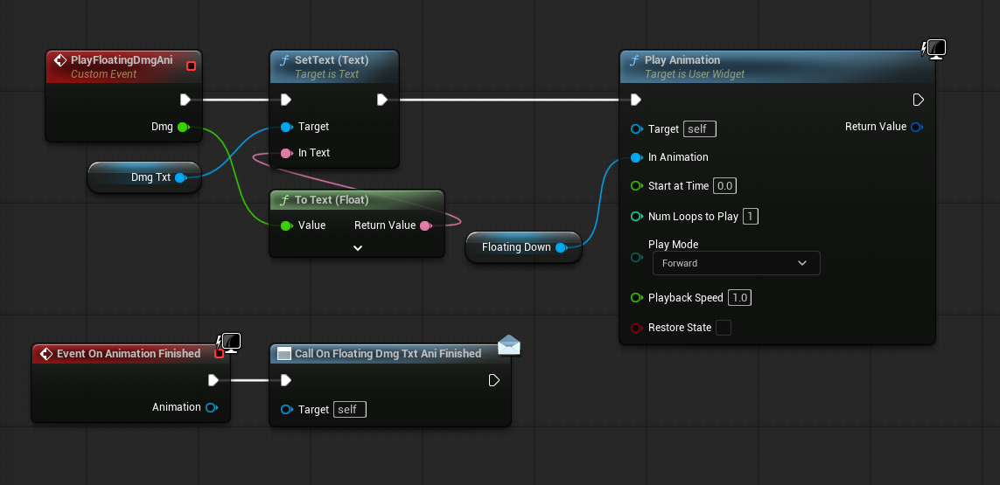 PlayFloatingDmgAni
Custom Event
Dmg
Dmg Txt
SetText (Text)
Target is Text
Target
In Text
To Text (Float)
Value
Return Value
Floating Down
Play Animation
Target is User Widget
Target self
Return Value
In Animation
Start at Time 0.0
Num Loops to Play 1
Play Mode
Forward
Playback Speed 1.0
Restore State
Event On Animation Finished
Animation
Call On Floating Dmg Txt Ani Finished
Target self